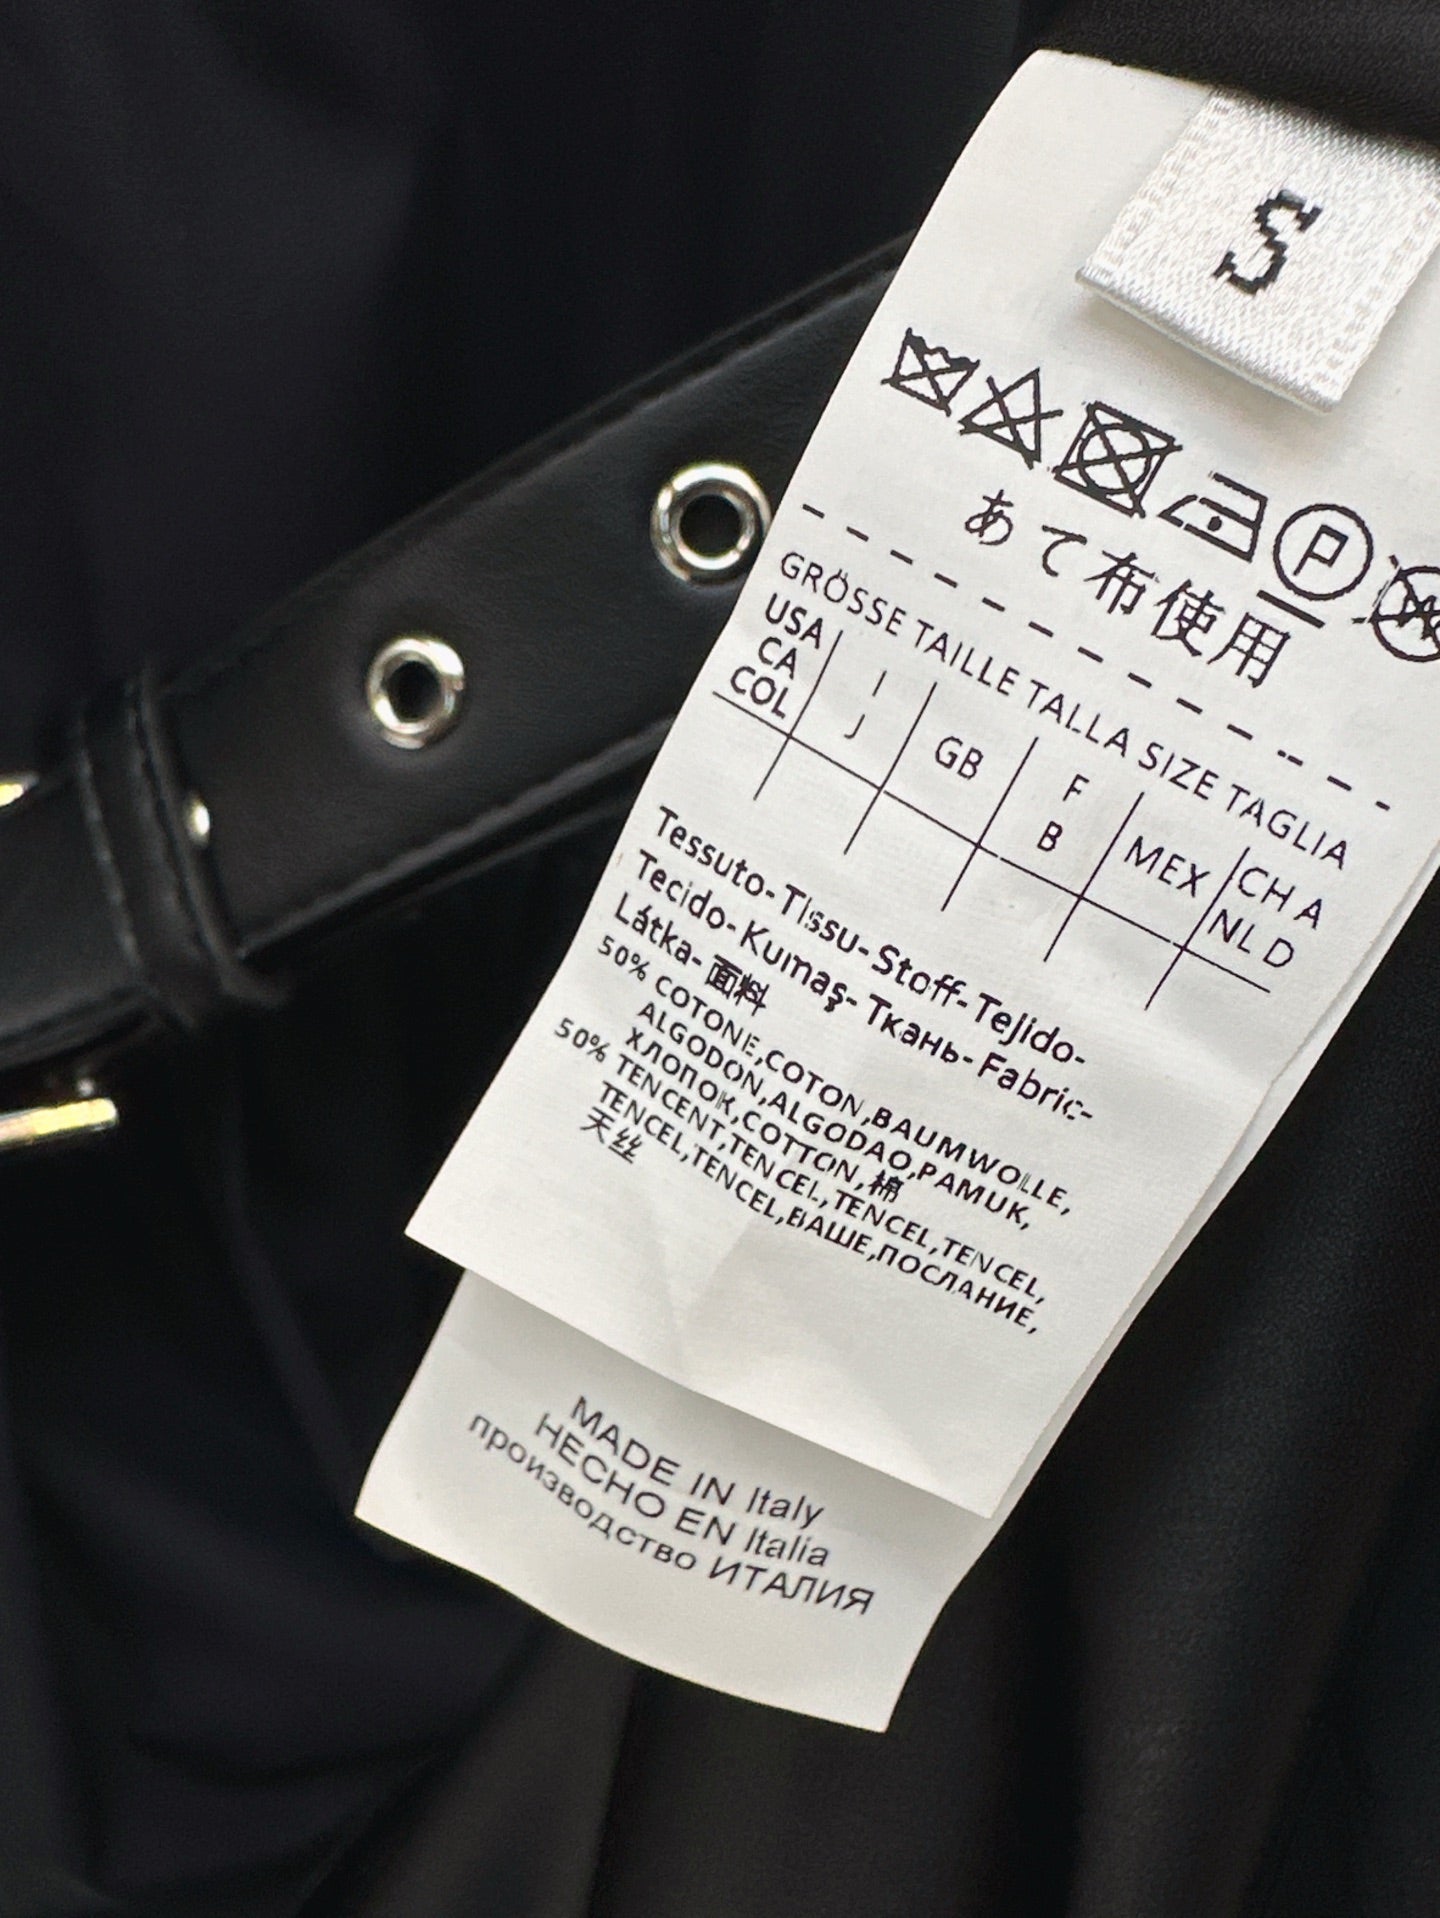 S
P
W
あて布使用
GRÖSSE TAILLE TALLA SIZE TAGLIA
USA
CA
COL
I
J
GB
F
B
MEX
CH A
NL D
Tessuto-Tissu-Stoff-Tejido-
Tecido-Kumaş-Ткань-Fabric-
Látka-面料
50% COTONE,COTON,BAUMWOLLE,
ALGODON,ALGODAO,PAMUK,
ХЛОПОК,COTTON,棉
50% TENCENT,TENCEL,TENCEL,TENCEL,
TENCEL,TENCEL,ВАШЕ,ПОСЛАНИЕ,
天丝
MADE IN Italy
HECHO EN Italia
производство ИТАЛИЯ